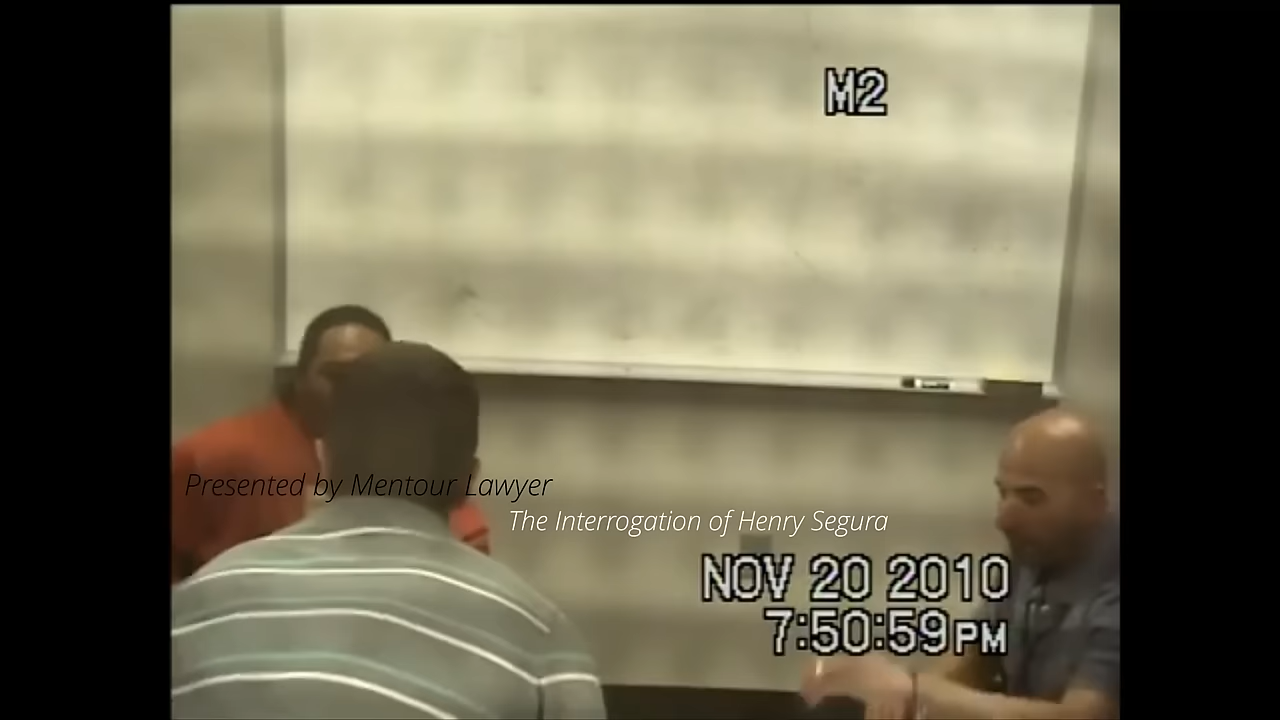 M2
Presented by Mentour Lawyer
The Interrogation of Henry Segura
NOV 20 2010
7:50:59PM